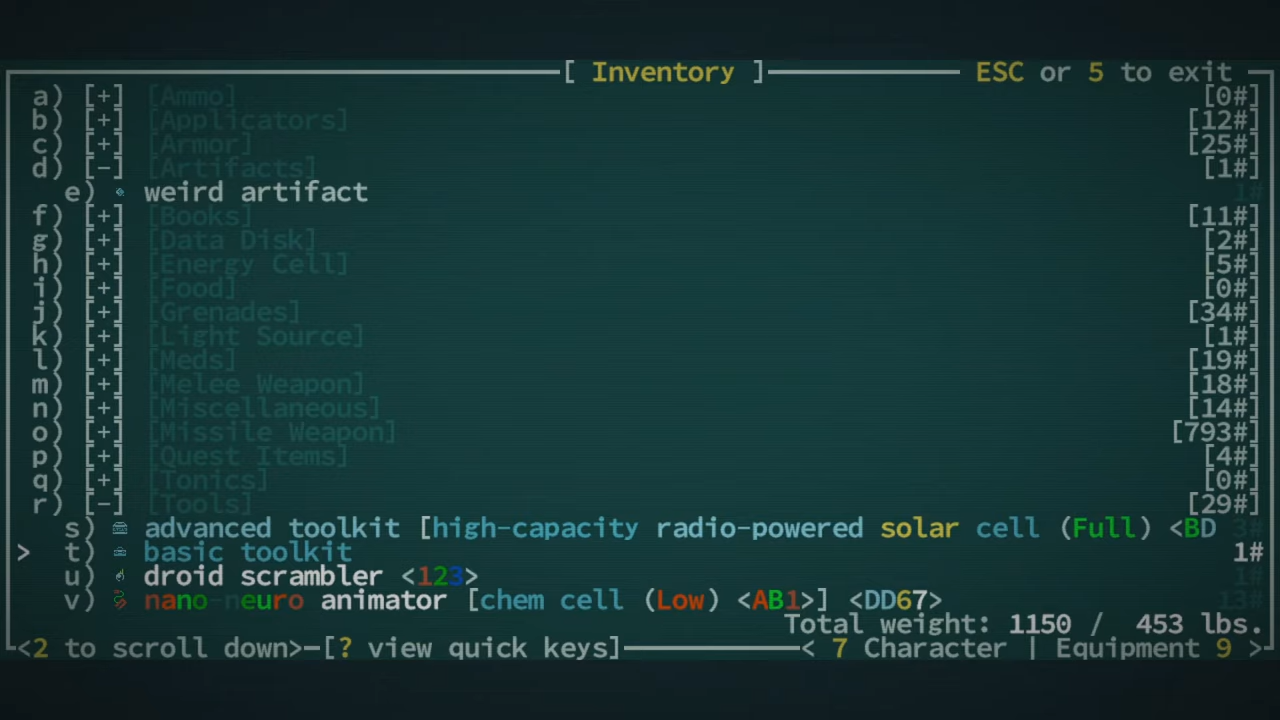 [ Inventory ] ESC or 5 to exit
a) [+] [Ammo] [0#]
b) [+] [Applicators] [12#]
c) [+] [Armor] [25#]
d) [-] [Artifacts] [1#]
e) weird artifact 1#
f) [+] [Books] [11#]
g) [+] [Data Disk] [2#]
h) [+] [Energy Cell] [5#]
i) [+] [Food] [0#]
j) [+] [Grenades] [34#]
k) [+] [Light Source] [1#]
l) [+] [Meds] [19#]
m) [+] [Melee Weapon] [18#]
n) [+] [Miscellaneous] [14#]
o) [+] [Missile Weapon] [793#]
p) [+] [Quest Items] [4#]
q) [+] [Tonics] [0#]
r) [-] [Tools] [29#]
s) advanced toolkit [high-capacity radio-powered solar cell (Full) <BD 3#
> t) basic toolkit 1#
u) droid scrambler <123> 1#
v) nano-neuro animator [chem cell (Low) <AB1>] <DD67> 13#
Total weight: 1150 / 453 lbs.
<2 to scroll down> [? view quick keys] < 7 Character | Equipment 9 >